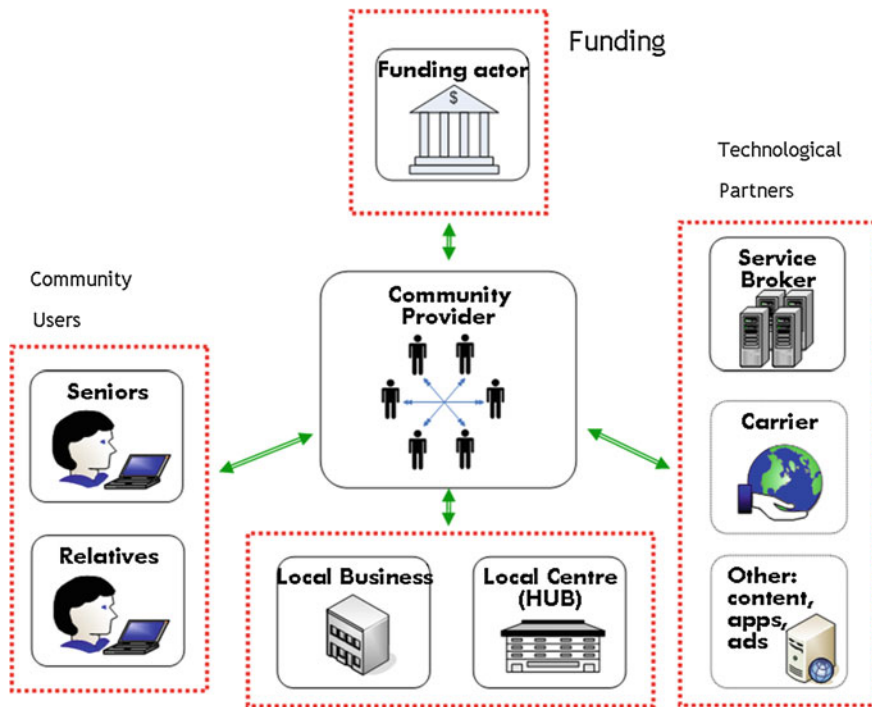 Funding
Funding actor
$
Technological
Partners
Community
Provider
Service
Broker
Community
Users
Seniors
Carrier
Relatives
Local Business
Local Centre
(HUB)
Other:
content,
apps,
ads